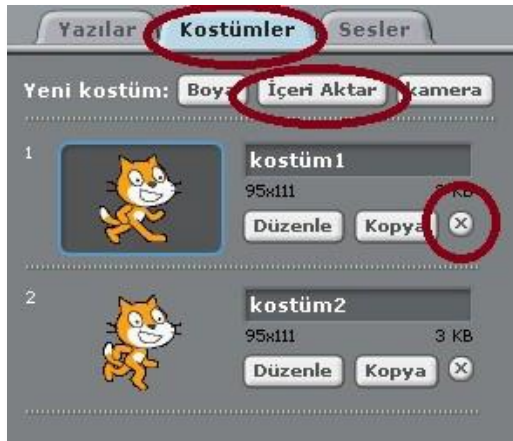 Yazılar Kostümler Sesler
Yeni kostüm: Boya İçeri Aktar kamera
1
kostüm1
95x111 KB
Düzenle Kopya
2
kostüm2
95x111 3 KB
Düzenle Kopya